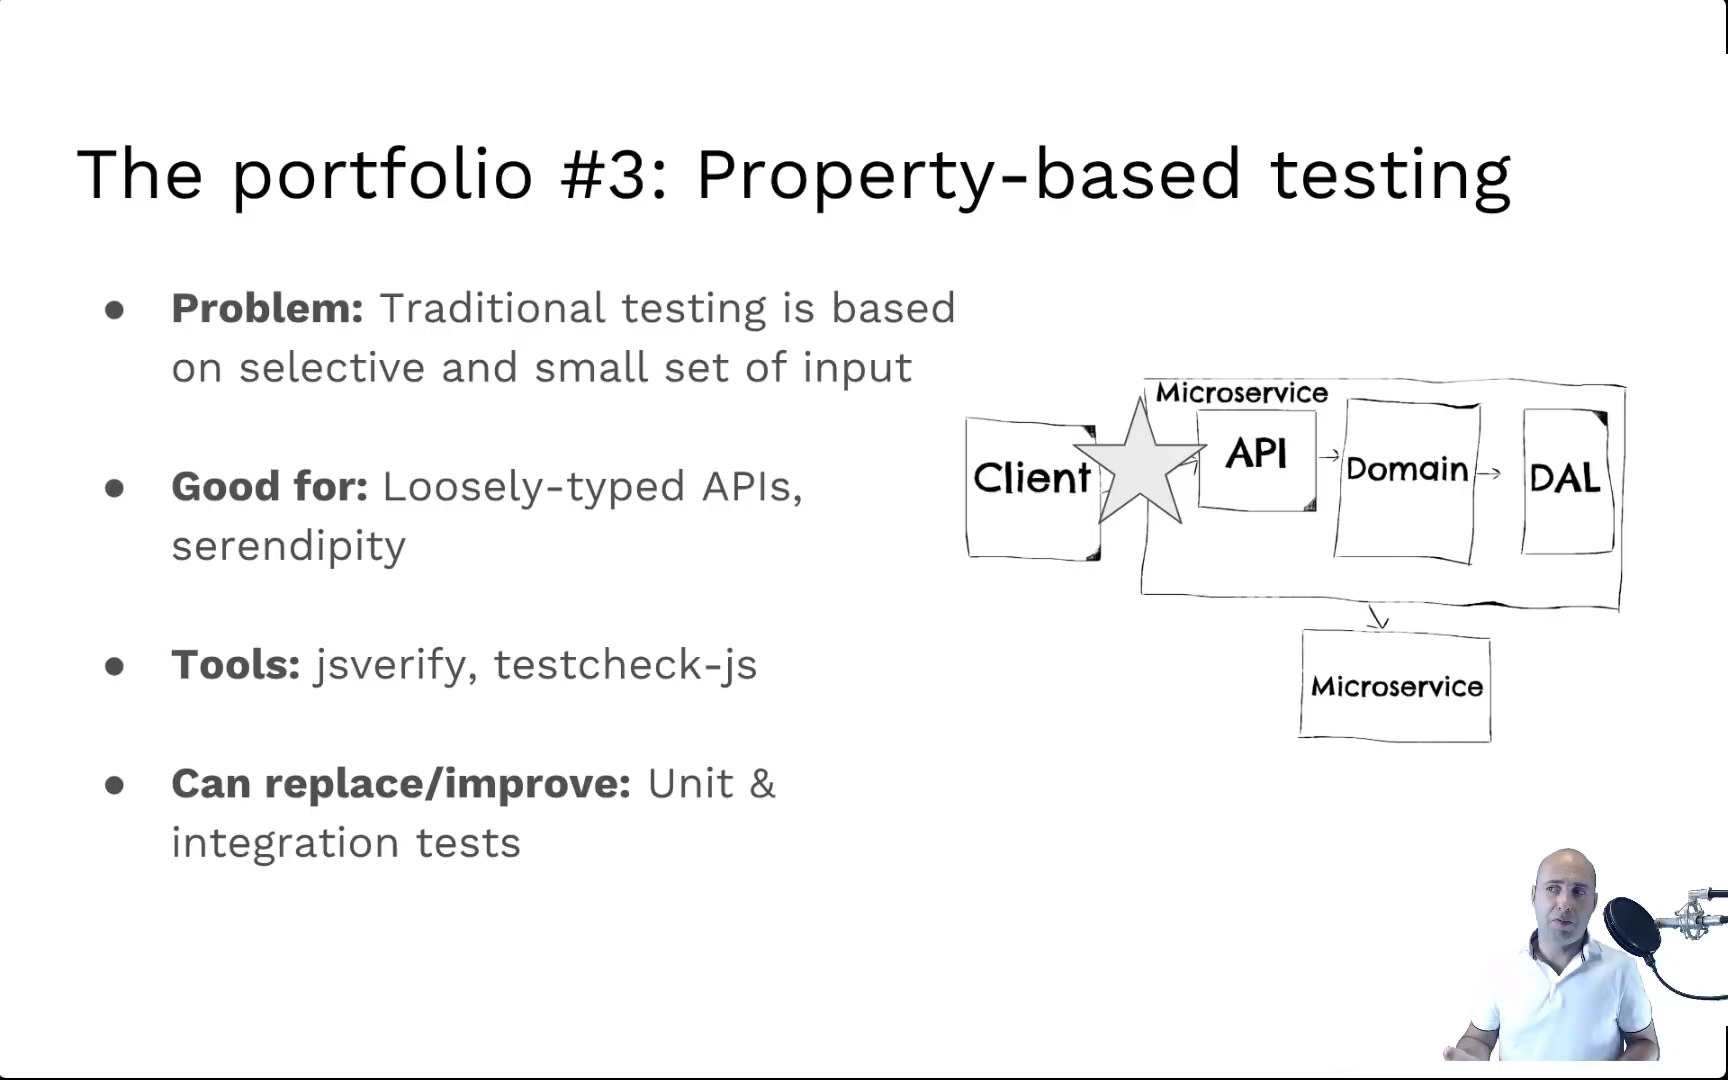 The portfolio #3: Property-based testing
● Problem: Traditional testing is based
on selective and small set of input
● Good for: Loosely-typed APIs,
serendipity
● Tools: jsverify, testcheck-js
● Can replace/improve: Unit &
integration tests
Microservice
Client
API
Domain
DAL
Microservice